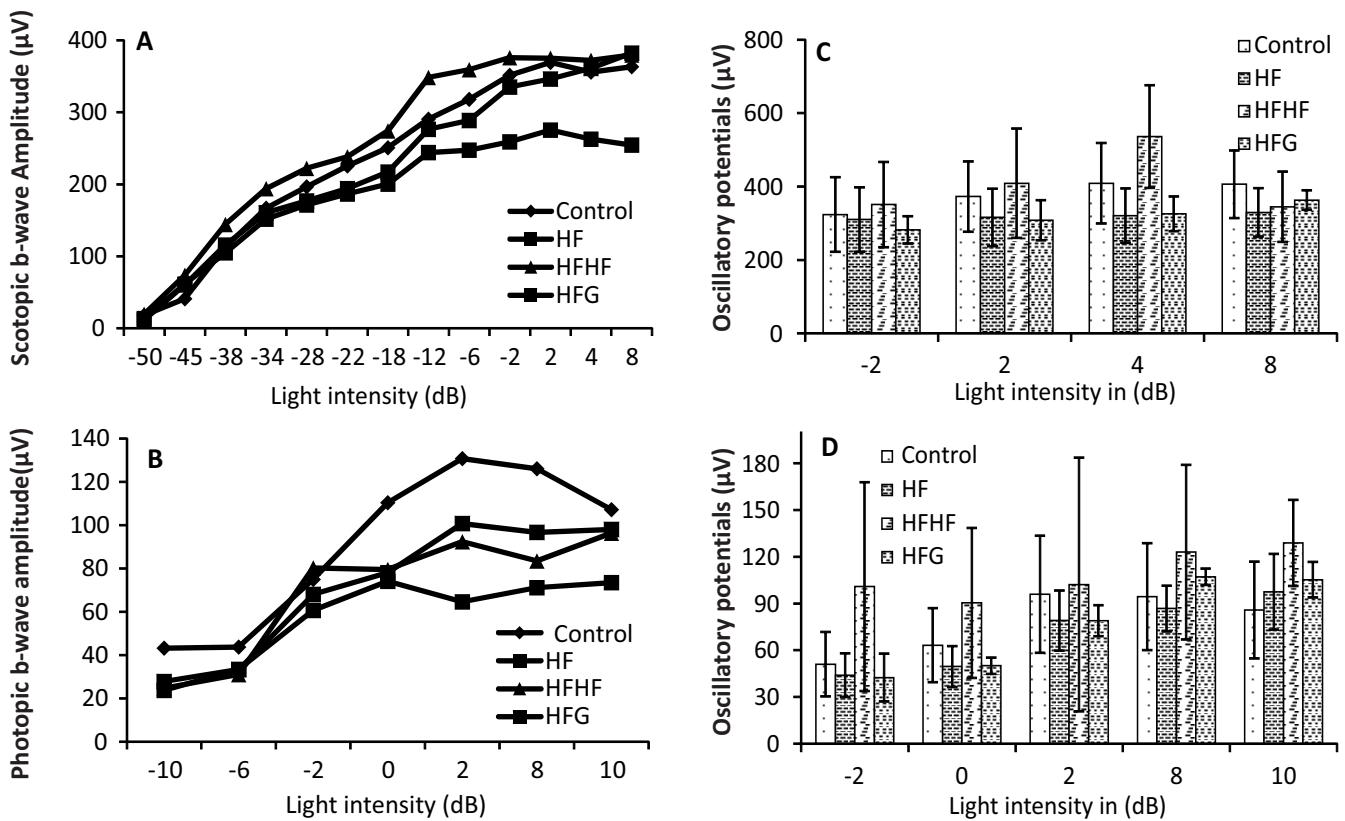 A
Scotopic b-wave Amplitude (µV)
400
300
200
100
0
-50 -45 -38 -34 -28 -22 -18 -12 -6 -2 2 4 8
Light intensity (dB)
Control
HF
HFHF
HFG
C
Oscillatory potentials (µV)
800
600
400
200
0
-2 2 4 8
Light intensity in (dB)
Control
HF
HFHF
HFG
B
Photopic b-wave amplitude(µV)
140
120
100
80
60
40
20
0
-10 -6 -2 0 2 8 10
Light intensity (dB)
Control
HF
HFHF
HFG
D
Oscillatory potentials (µV)
180
150
120
90
60
30
0
-2 0 2 8 10
Light intensity in (dB)
Control
HF
HFHF
HFG